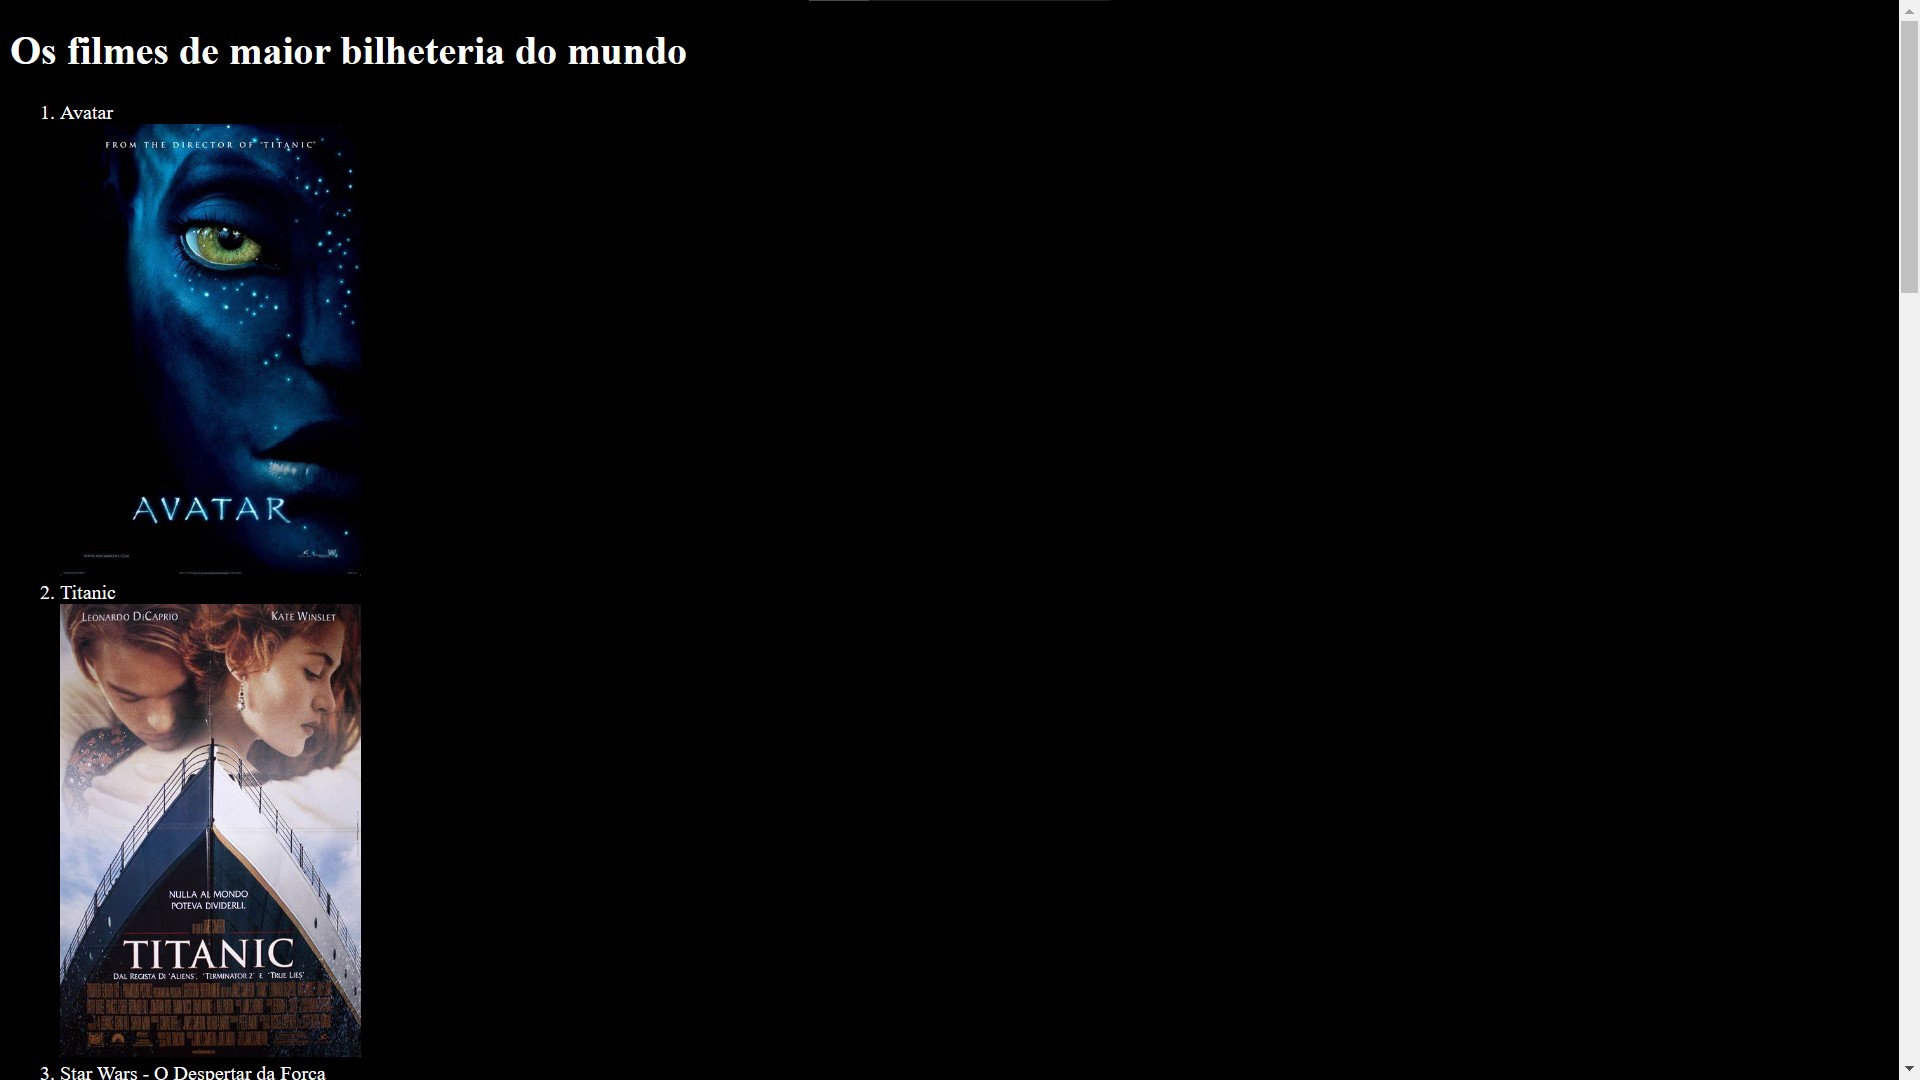 Os filmes de maior bilheteria do mundo
1. Avatar
FROM THE DIRECTOR OF "TITANIC"
AVATAR
2. Titanic
LEONARDO DICAPRIO KATE WINSLET
NULLA AL MONDO
POTEVA DIVIDERLI.
TITANIC
DAL REGISTA DI 'ALIENS', 'TERMINATOR 2' E 'TRUE LIES'
3. Star Wars - O Despertar da Força